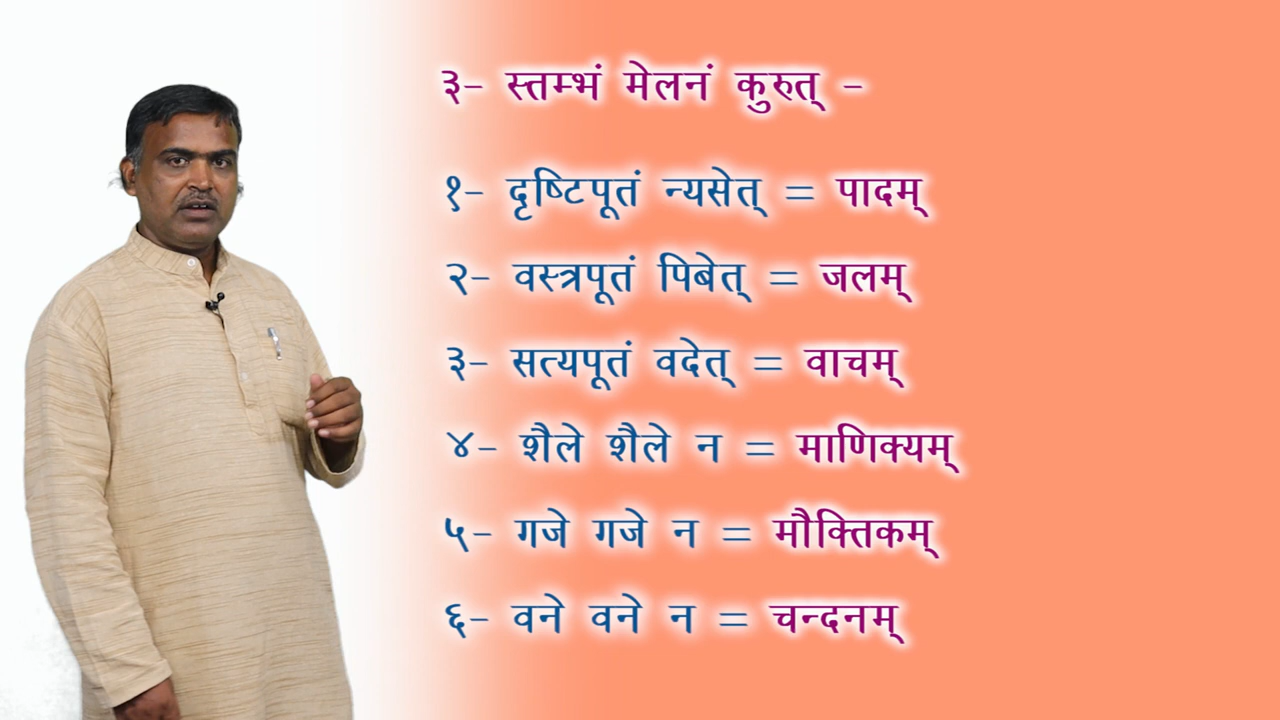 ३- स्तम्भं मेलनं कुरुत् -
१- दृष्टिपूतं न्यसेत् = पादम्
२- वस्त्रपूतं पिबेत् = जलम्
३- सत्यपूतं वदेत् = वाचम्
४- शैले शैले न = माणिक्यम्
५- गजे गजे न = मौक्तिकम्
६- वने वने न = चन्दनम्